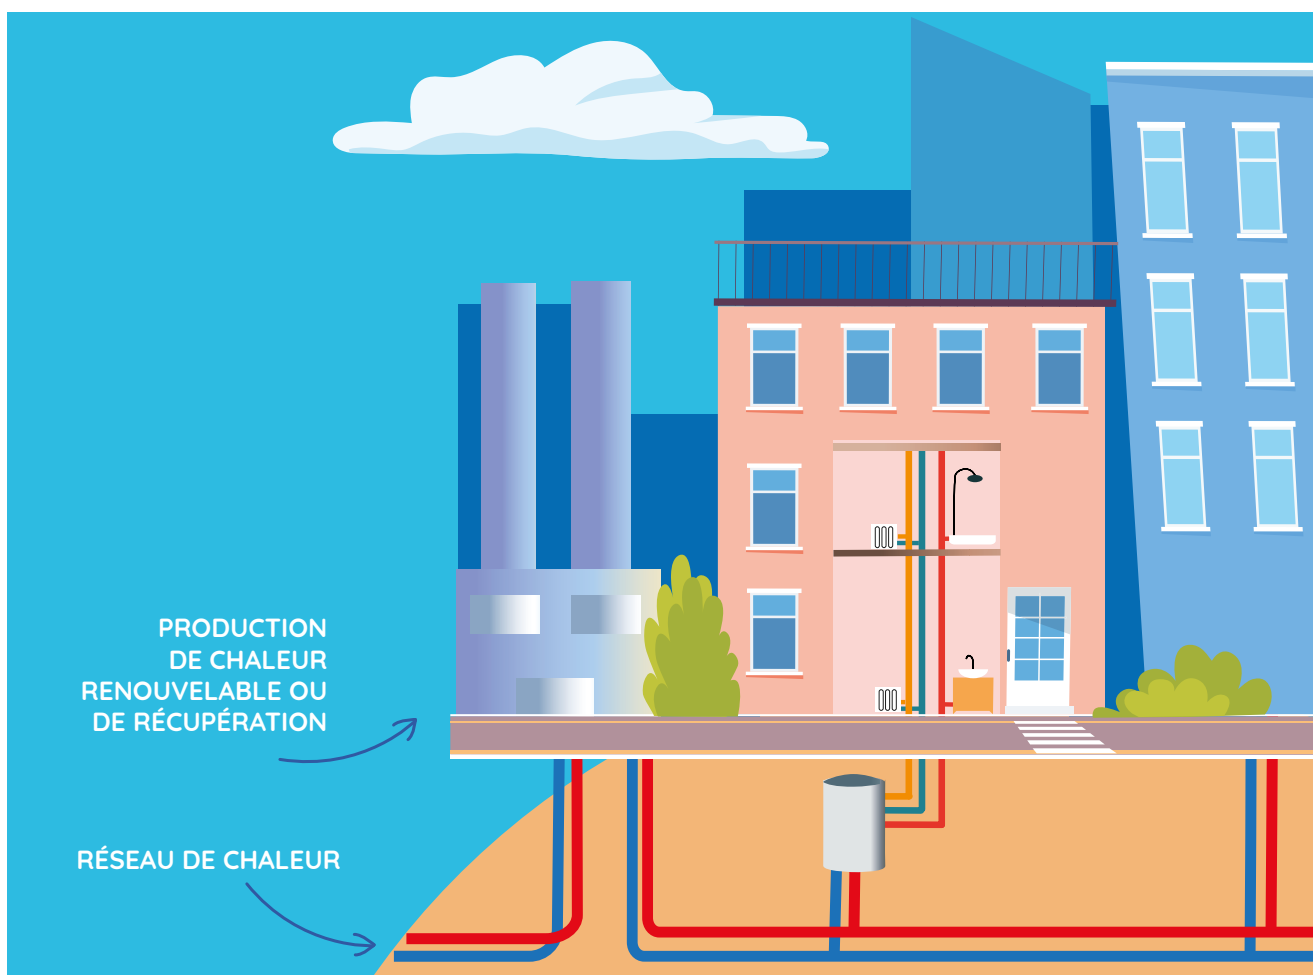 PRODUCTION
DE CHALEUR
RENOUVELABLE OU
DE RÉCUPÉRATION
RÉSEAU DE CHALEUR